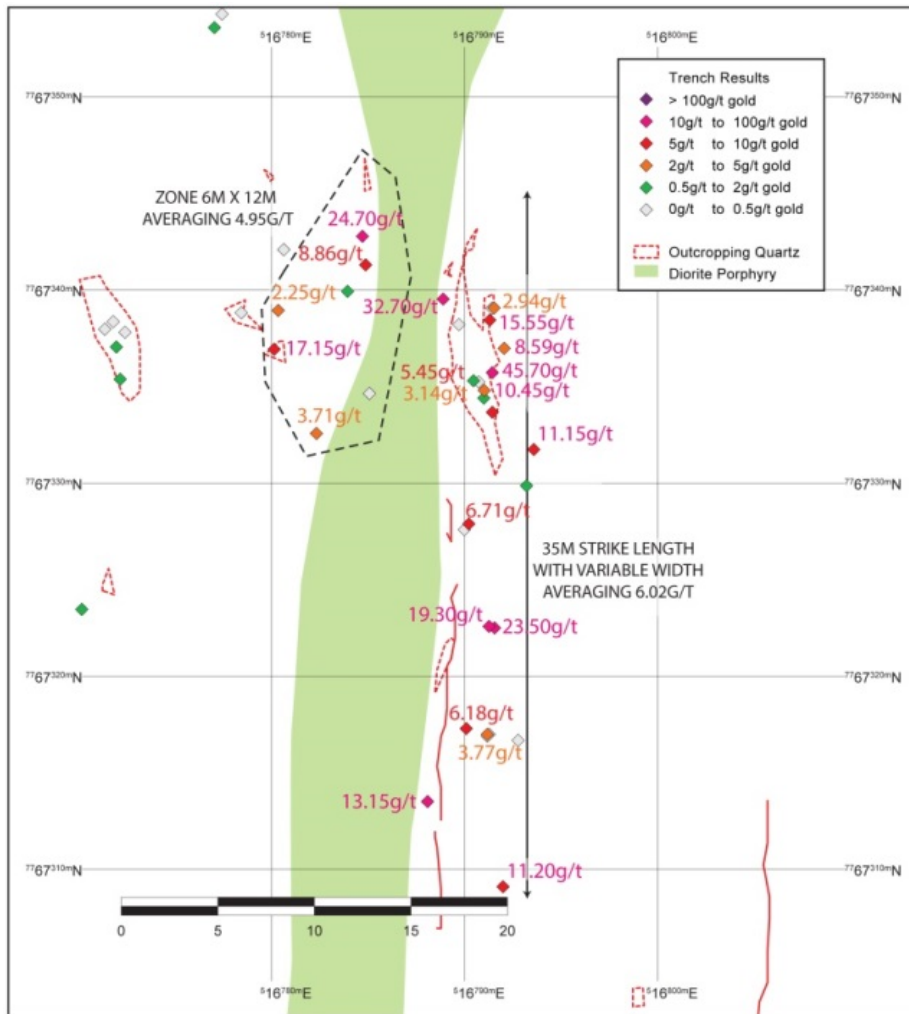 516780mE 516790mE 516800mE
7767350mN 7767350mN
Trench Results
> 100g/t gold
10g/t to 100g/t gold
5g/t to 10g/t gold
2g/t to 5g/t gold
0.5g/t to 2g/t gold
0g/t to 0.5g/t gold
Outcropping Quartz
Diorite Porphyry
ZONE 6M X 12M
AVERAGING 4.95G/T
24.70g/t
8.86g/t
7767340mN 7767340mN
2.25g/t
32.70g/t
2.94g/t
15.55g/t
17.15g/t
8.59g/t
5.45g/t
45.70g/t
3.14g/t
10.45g/t
3.71g/t
11.15g/t
7767330mN 7767330mN
6.71g/t
35M STRIKE LENGTH
WITH VARIABLE WIDTH
AVERAGING 6.02G/T
19.30g/t
23.50g/t
7767320mN 7767320mN
6.18g/t
3.77g/t
13.15g/t
7767310mN 7767310mN
11.20g/t
0 5 10 15 20
516780mE 516790mE 516800mE